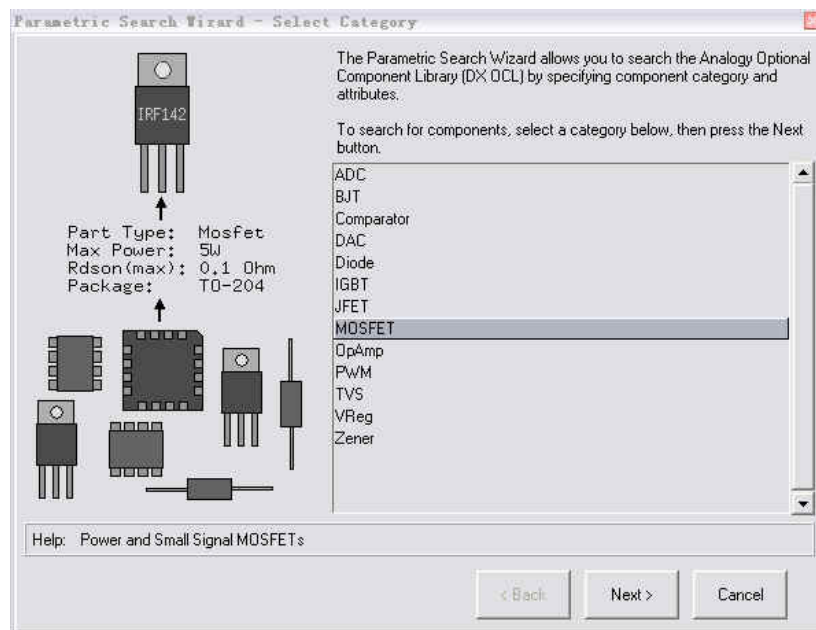 Parametric Search Wizard - Select Category
The Parametric Search Wizard allows you to search the Analogy Optional
Component Library (DX OCL) by specifying component category and
attributes.
To search for components, select a category below, then press the Next
button.
IRF142
Part Type: Mosfet
Max Power: 5W
Rdson(max): 0.1 Ohm
Package: TO-204
ADC
BJT
Comparator
DAC
Diode
IGBT
JFET
MOSFET
OpAmp
PWM
TVS
VReg
Zener
Help: Power and Small Signal MOSFETs
< Back
Next >
Cancel